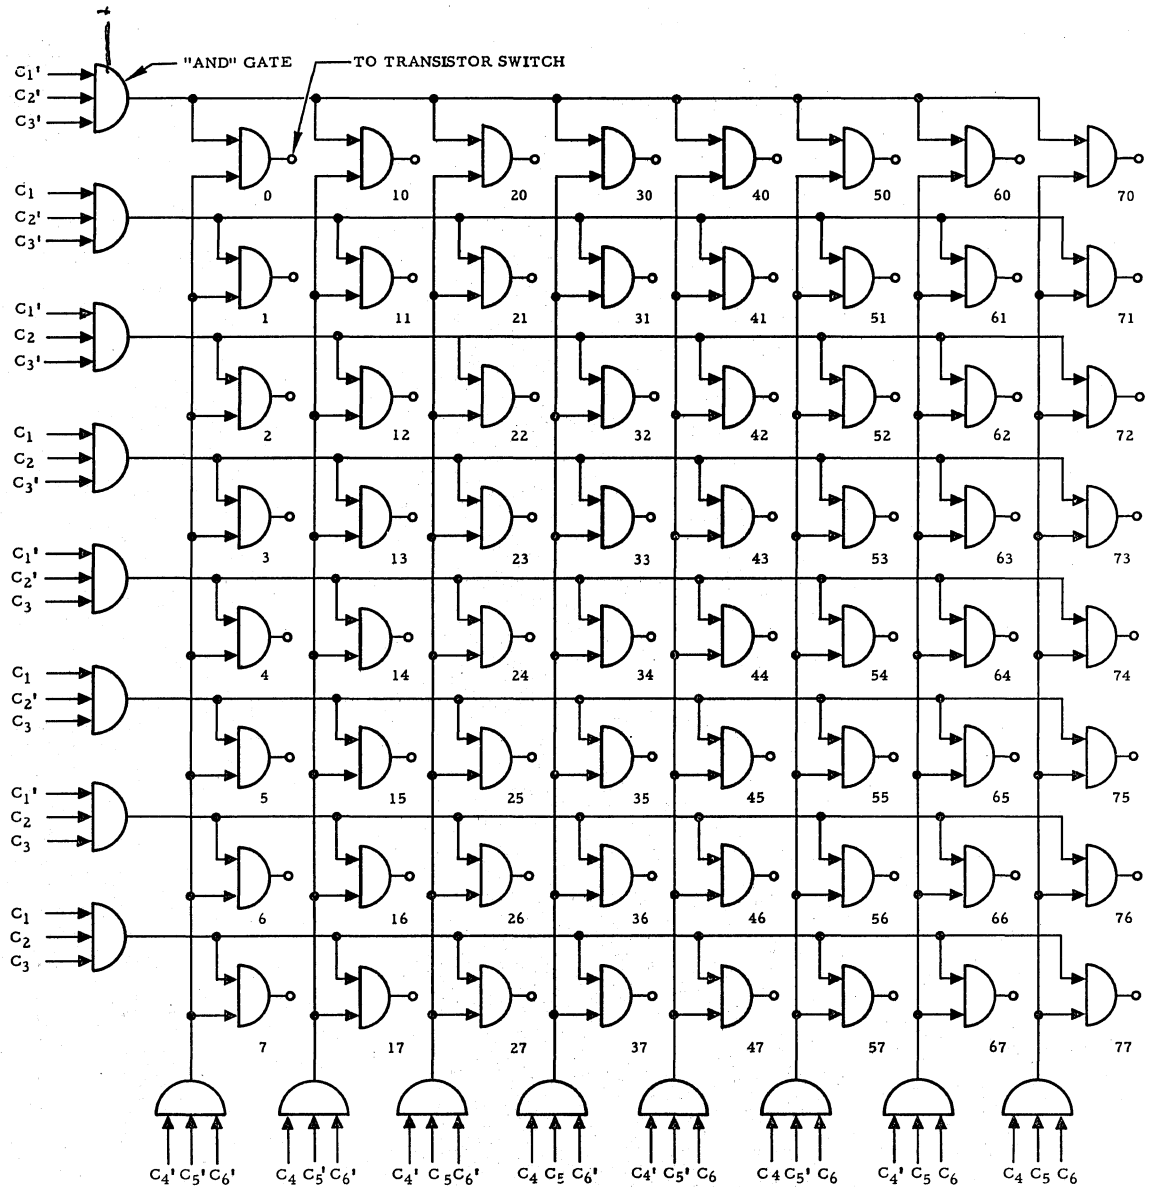 "AND" GATE
TO TRANSISTOR SWITCH
C1'
C2'
C3'
0 10 20 30 40 50 60 70
C1
C2'
C3'
1 11 21 31 41 51 61 71
C1'
C2
C3'
2 12 22 32 42 52 62 72
C1
C2
C3'
3 13 23 33 43 53 63 73
C1'
C2'
C3
4 14 24 34 44 54 64 74
C1
C2'
C3
5 15 25 35 45 55 65 75
C1'
C2
C3
6 16 26 36 46 56 66 76
C1
C2
C3
7 17 27 37 47 57 67 77
C4' C5' C6' C4 C5' C6' C4' C5 C6' C4 C5 C6' C4' C5' C6 C4 C5' C6 C4' C5 C6 C4 C5 C6